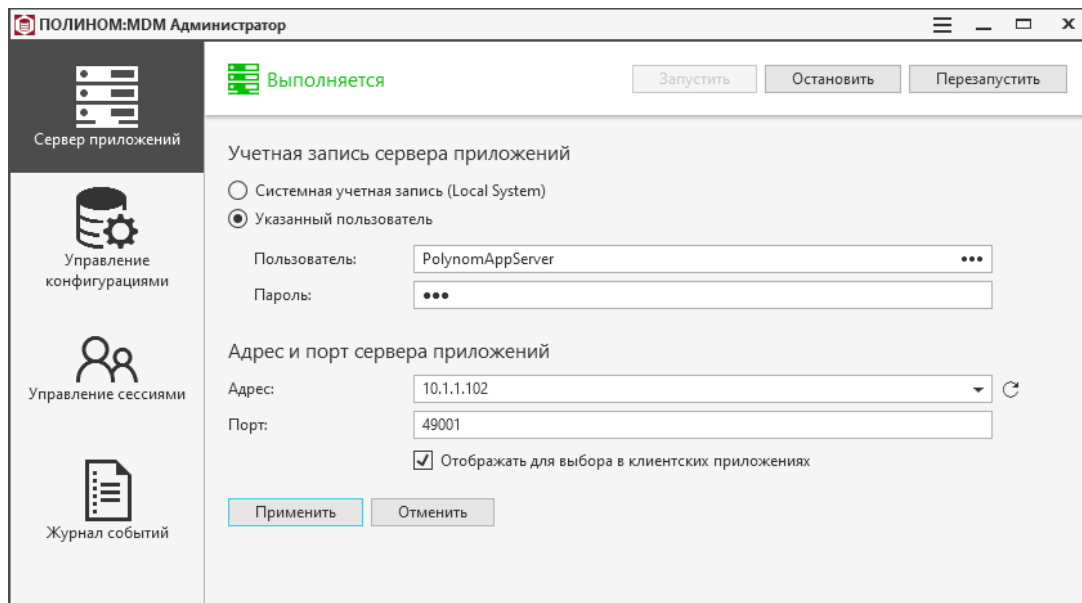 ПОЛИНОМ:MDM Администратор
Сервер приложений
Управление
конфигурациями
Управление сессиями
Журнал событий
Выполняется
Запустить
Остановить
Перезапустить
Учетная запись сервера приложений
Системная учетная запись (Local System)
Указанный пользователь
Пользователь: PolynomAppServer
Пароль:
Адрес и порт сервера приложений
Адрес: 10.1.1.102
Порт: 49001
Отображать для выбора в клиентских приложениях
Применить
Отменить